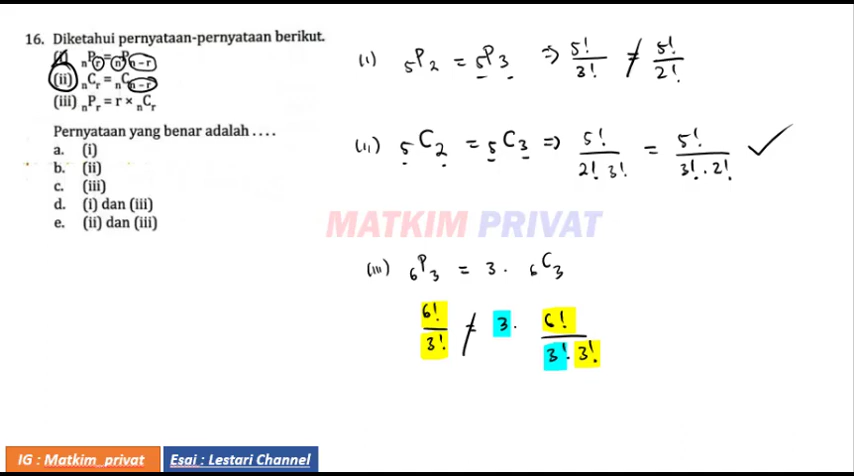 16. Diketahui pernyataan-pernyataan berikut.
(i) ₙPᵣ = ₙPₙ₋ᵣ
(ii) ₙCᵣ = ₙCₙ₋ᵣ
(iii) ₙPᵣ = r × ₙCᵣ
Pernyataan yang benar adalah . . . .
a. (i)
b. (ii)
c. (iii)
d. (i) dan (iii)
e. (ii) dan (iii)
(i) ₅P₂ = ₅P₃ ⇒ 5!/3! ≠ 5!/2!
(ii) ₅C₂ = ₅C₃ ⇒ 5!/2! 3! = 5!/3! . 2! ✓
MATKIM PRIVAT
(iii) ₆P₃ = 3 . ₆C₃
6!/3! ≠ 3 . 6!/3! 3!
IG : Matkim_privat
Esai : Lestari Channel